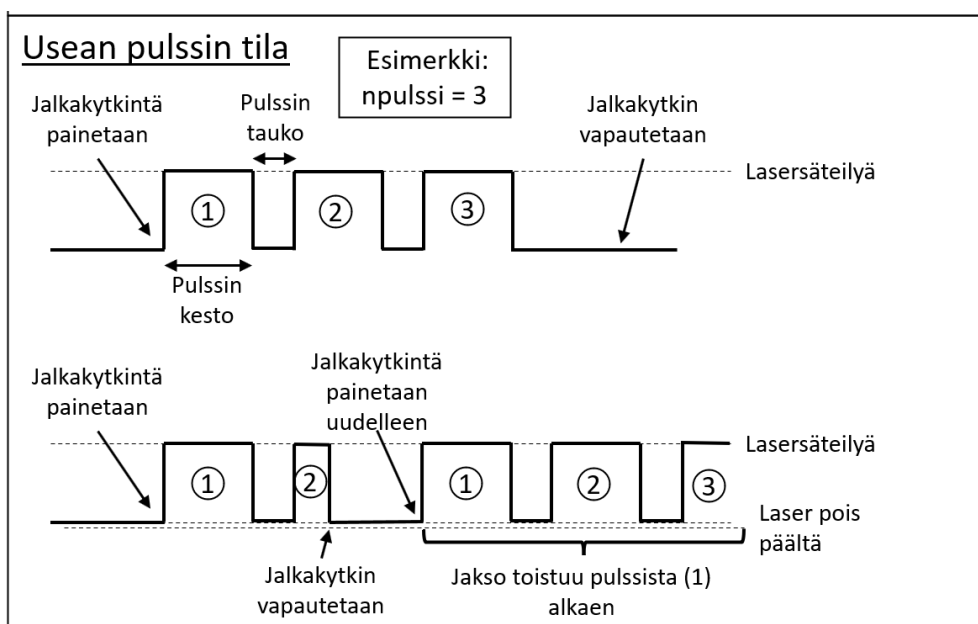 Usean pulssin tila
Esimerkki:
npulssi = 3
Jalkakytkintä
painetaan
Pulssin
tauko
Jalkakytkin
vapautetaan
Lasersäteilyä
1
2
3
Pulssin
kesto
Jalkakytkintä
painetaan
Jalkakytkintä
painetaan
uudelleen
Lasersäteilyä
1
2
1
2
3
Laser pois
päältä
Jalkakytkin
vapautetaan
Jakso toistuu pulssista (1)
alkaen